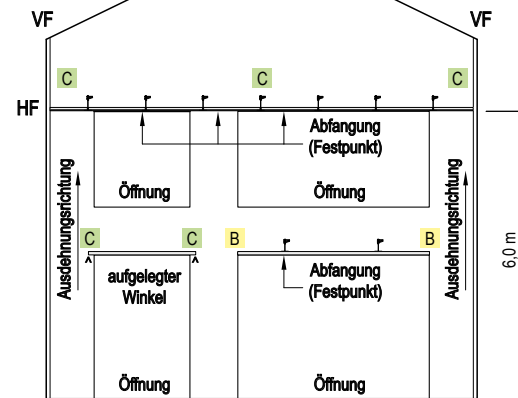 VF
VF
C
C
C
HF
Abfangung
(Festpunkt)
Öffnung
Öffnung
Ausdehnungsrichtung
Ausdehnungsrichtung
6,0 m
C
C
B
B
aufgelegter
Winkel
Abfangung
(Festpunkt)
Öffnung
Öffnung